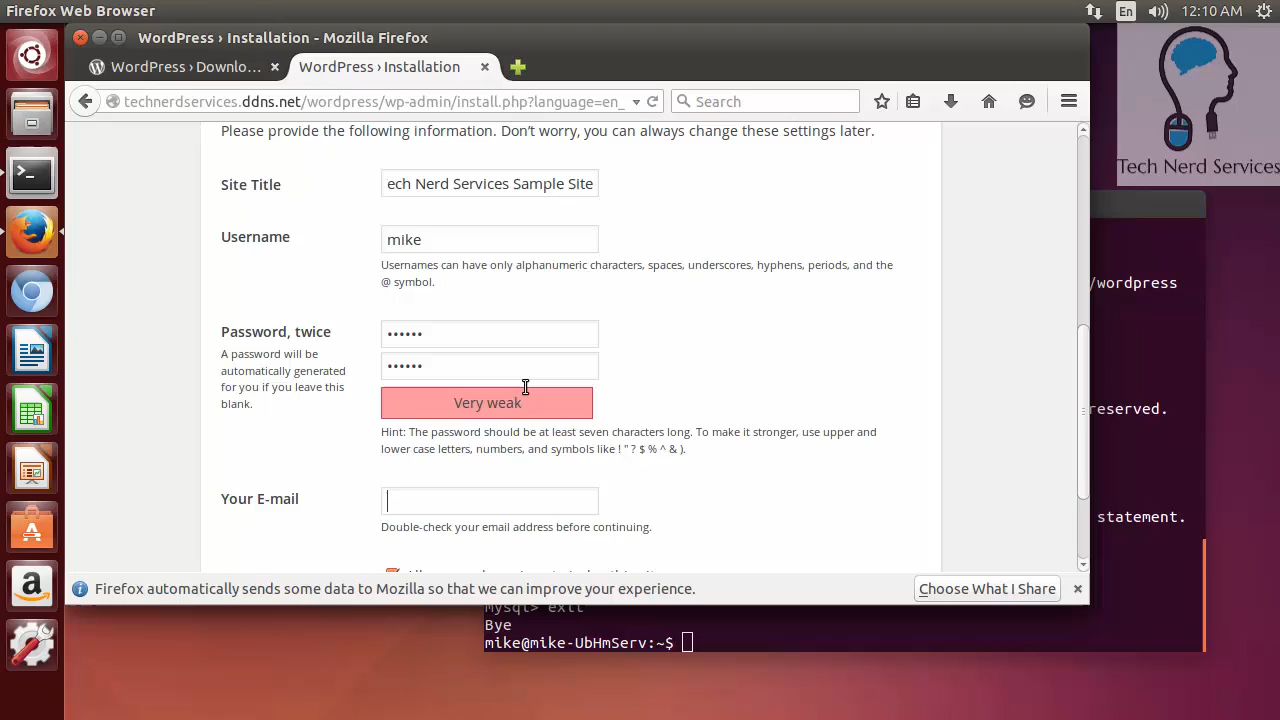 Firefox Web Browser
En
12:10 AM
WordPress › Installation - Mozilla Firefox
WordPress › Downlo...
WordPress › Installation
technerdservices.ddns.net/wordpress/wp-admin/install.php?language=en_
Search
Tech Nerd Services
Please provide the following information. Don't worry, you can always change these settings later.
Site Title
ech Nerd Services Sample Site
Username
mike
Usernames can have only alphanumeric characters, spaces, underscores, hyphens, periods, and the
@ symbol.
/wordpress
Password, twice
••••••
A password will be
automatically generated
for you if you leave this
blank.
••••••
Very weak
reserved.
Hint: The password should be at least seven characters long. To make it stronger, use upper and
lower case letters, numbers, and symbols like ! " ? $ % ^ & ).
Your E-mail
Double-check your email address before continuing.
statement.
Firefox automatically sends some data to Mozilla so that we can improve your experience.
Choose What I Share
mysql> exit
Bye
mike@mike-UbHmServ:~$